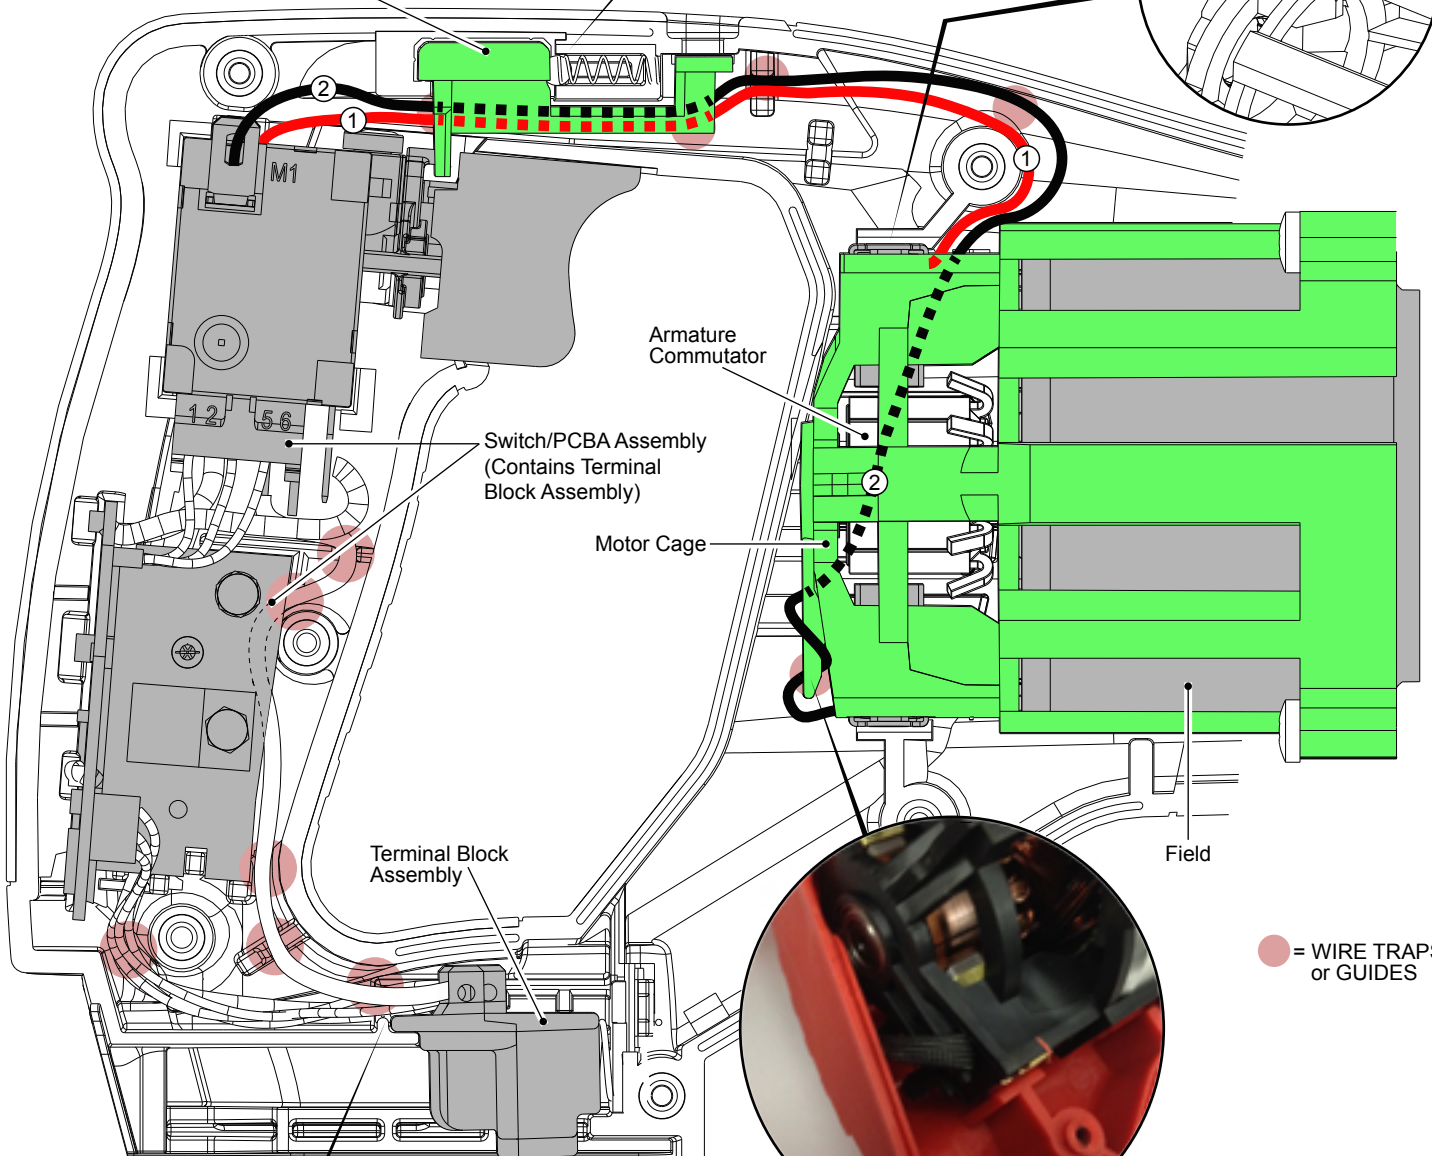 2
1
1
M1
Armature
Commutator
1 2
5 6
Switch/PCBA Assembly
(Contains Terminal
Block Assembly)
2
Motor Cage
Terminal Block
Assembly
Field
= WIRE TRAPS
or GUIDES